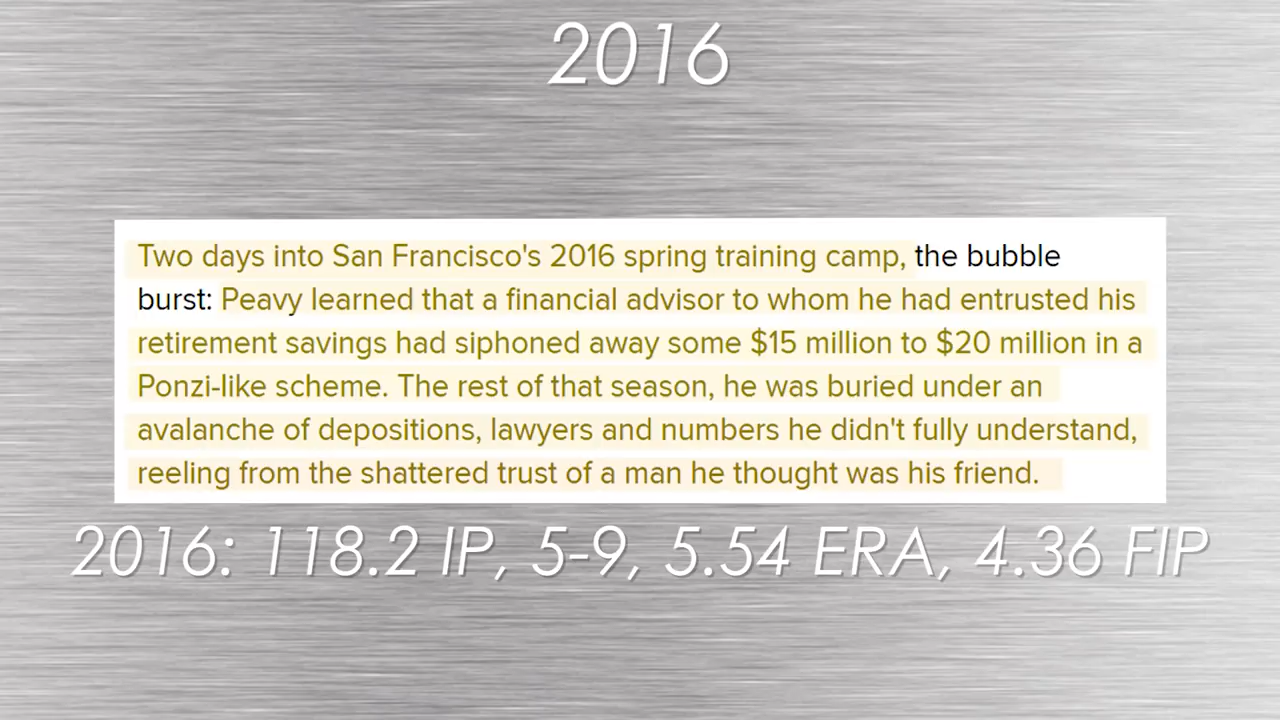 2016
Two days into San Francisco's 2016 spring training camp, the bubble
burst: Peavy learned that a financial advisor to whom he had entrusted his
retirement savings had siphoned away some $15 million to $20 million in a
Ponzi-like scheme. The rest of that season, he was buried under an
avalanche of depositions, lawyers and numbers he didn't fully understand,
reeling from the shattered trust of a man he thought was his friend.
2016: 118.2 IP, 5-9, 5.54 ERA, 4.36 FIP